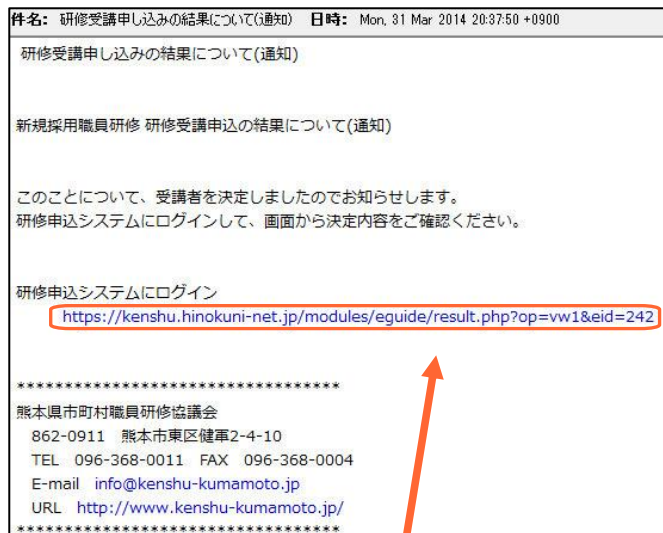 件名: 研修受講申し込みの結果について(通知) 日時: Mon, 31 Mar 2014 20:37:50 +0900
研修受講申し込みの結果について(通知)
新規採用職員研修 研修受講申込の結果について(通知)
このことについて、受講者を決定しましたのでお知らせします。
研修申込システムにログインして、画面から決定内容をご確認ください。
研修申込システムにログイン
https://kenshu.hinokuni-net.jp/modules/eguide/result.php?op=vw1&eid=242
**********************************
熊本県市町村職員研修協議会
862-0911 熊本市東区健軍2-4-10
TEL 096-368-0011 FAX 096-368-0004
E-mail info@kenshu-kumamoto.jp
URL http://www.kenshu-kumamoto.jp/
**********************************